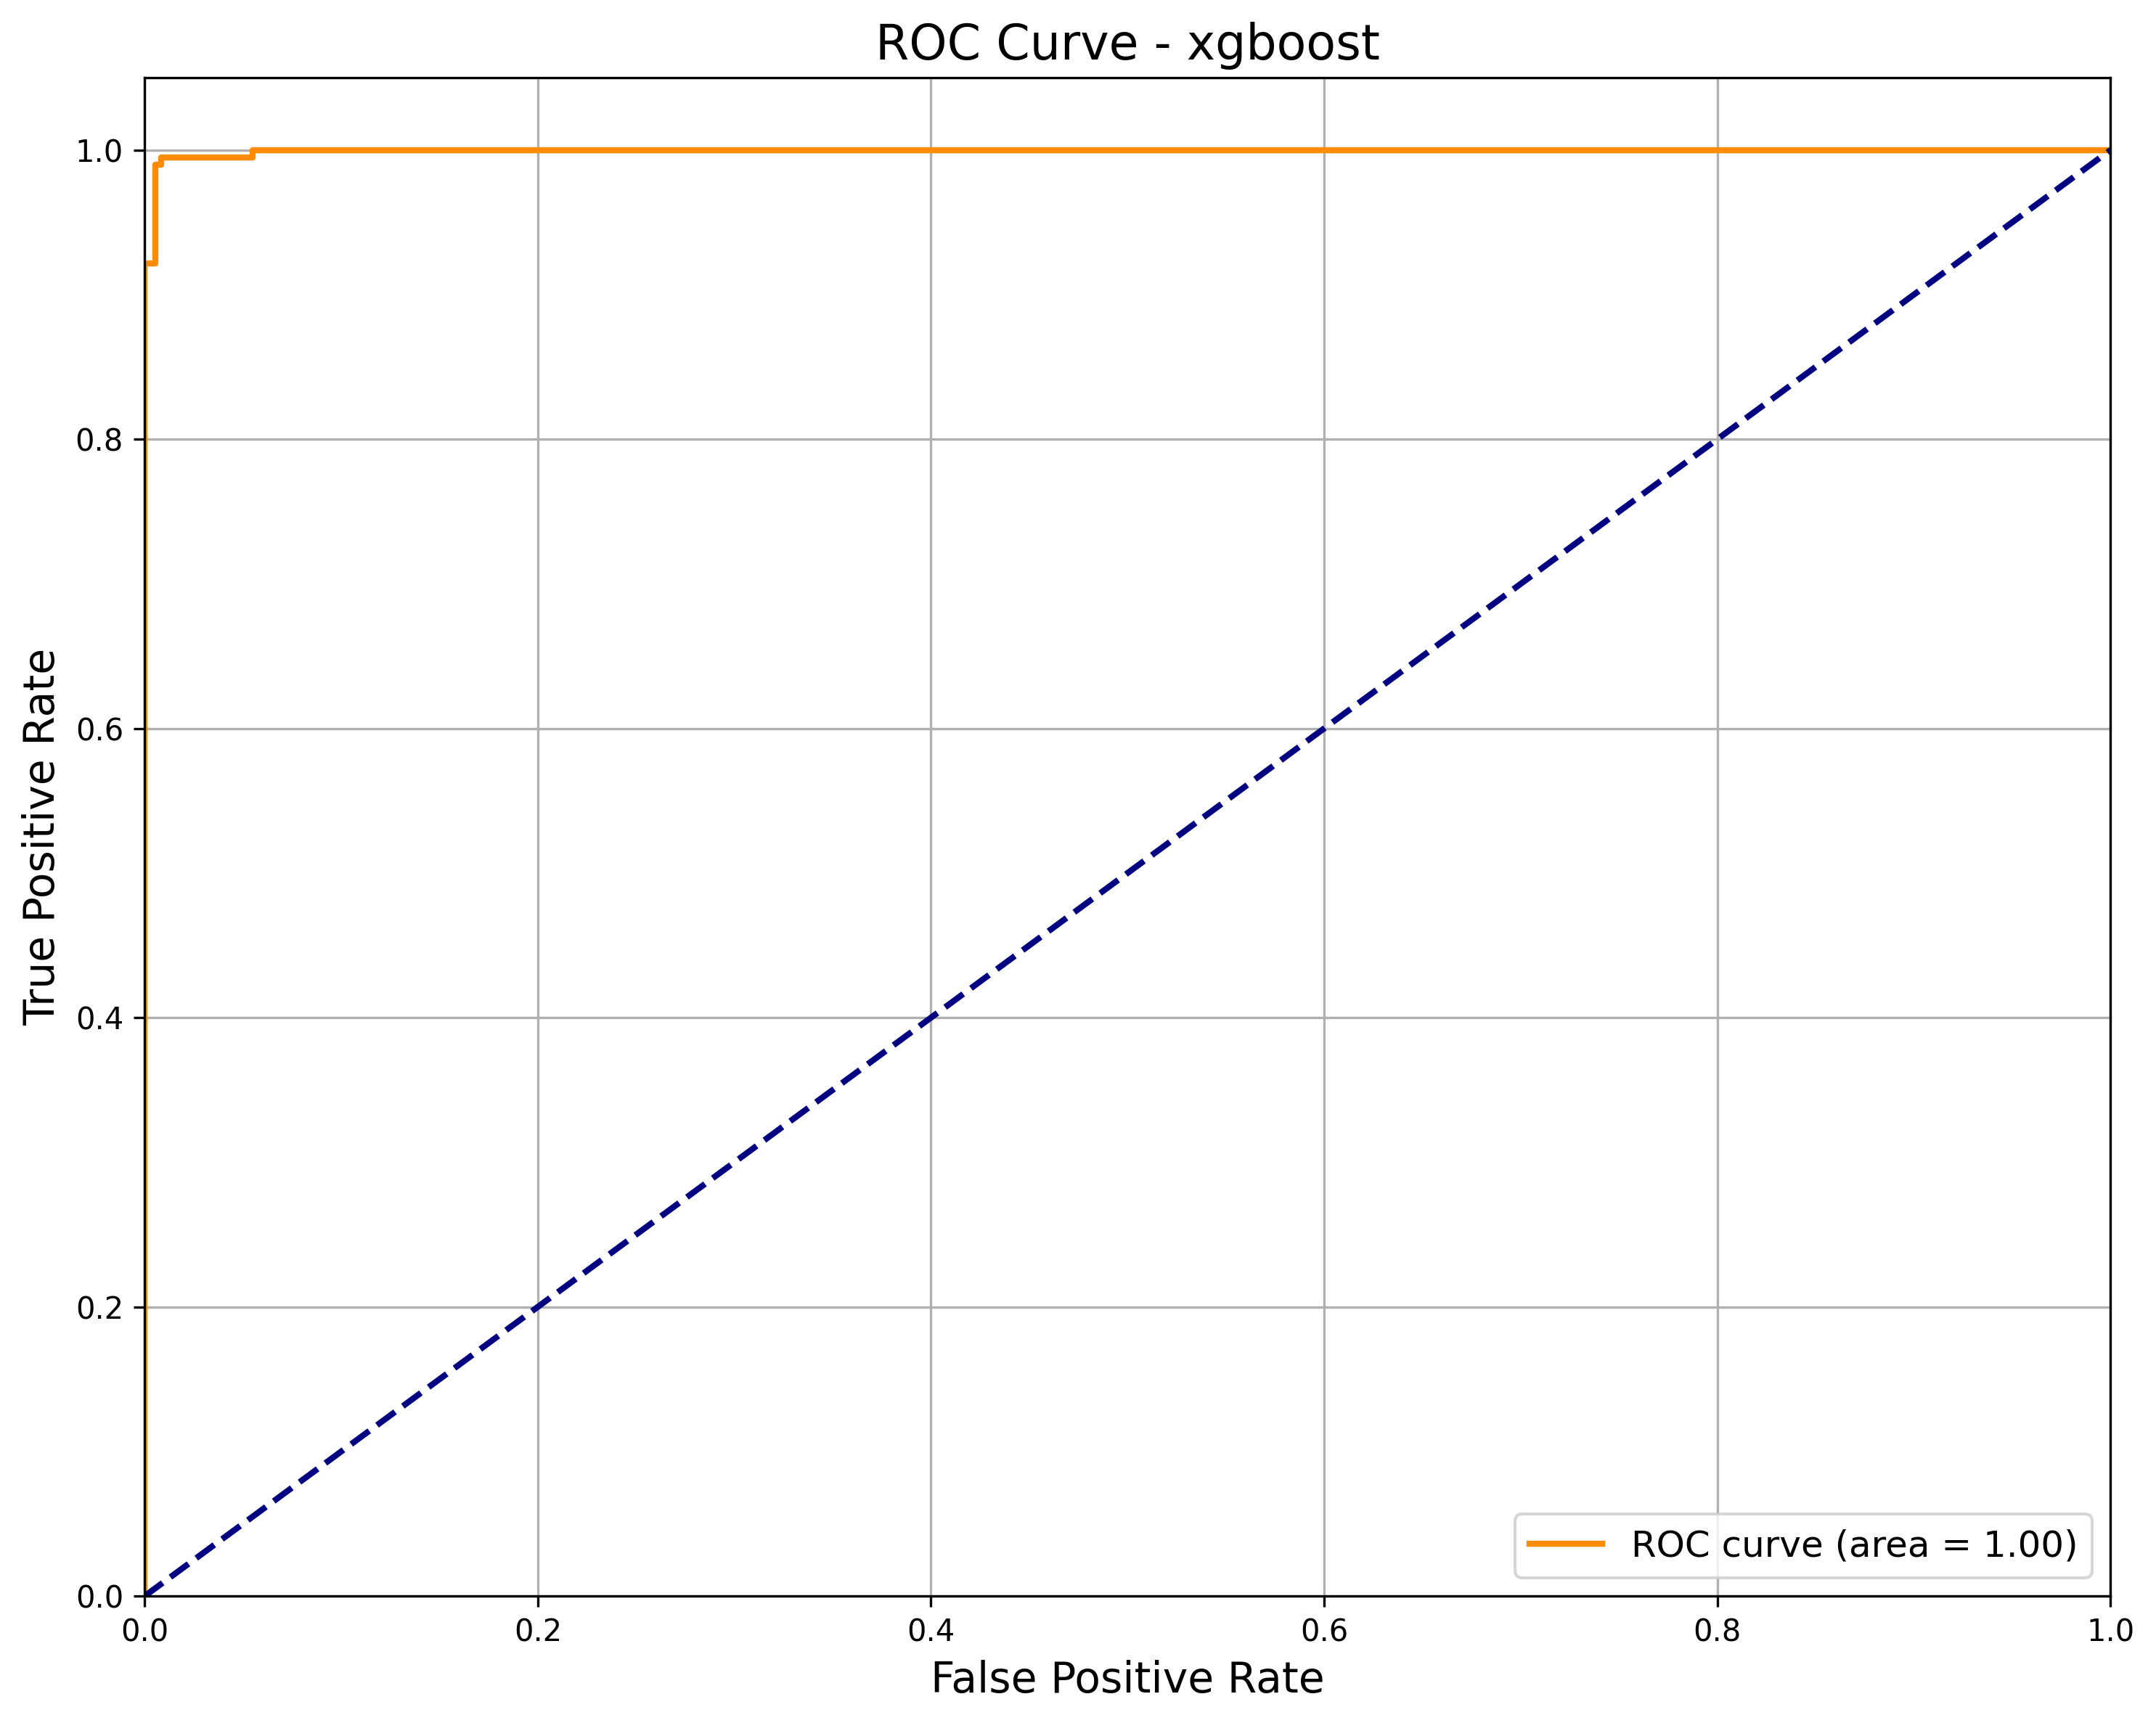 ROC Curve - xgboost
True Positive Rate
1.0
0.8
0.6
0.4
0.2
0.0
0.0 0.2 0.4 0.6 0.8 1.0
False Positive Rate
ROC curve (area = 1.00)